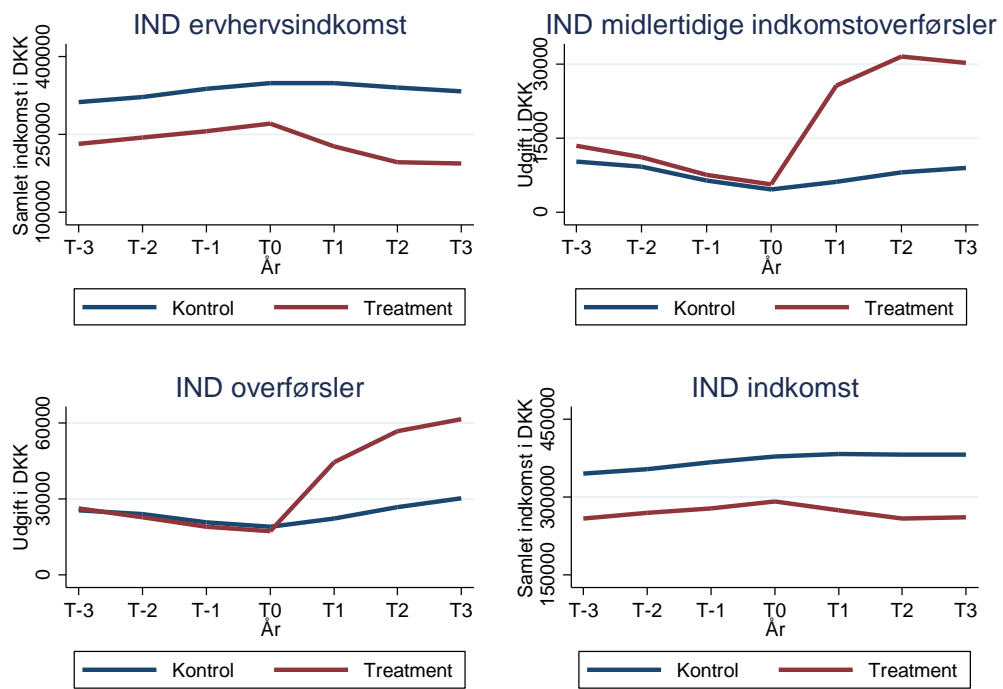 IND ervhervsindkomst
Samlet indkomst i DKK
400000
250000
100000
T-3 T-2 T-1 T0 T1 T2 T3
År
Kontrol Treatment
IND midlertidige indkomstoverførsler
Udgift i DKK
30000
15000
0
T-3 T-2 T-1 T0 T1 T2 T3
År
Kontrol Treatment
IND overførsler
Udgift i DKK
60000
30000
0
T-3 T-2 T-1 T0 T1 T2 T3
År
Kontrol Treatment
IND indkomst
Samlet indkomst i DKK
450000
300000
150000
T-3 T-2 T-1 T0 T1 T2 T3
År
Kontrol Treatment